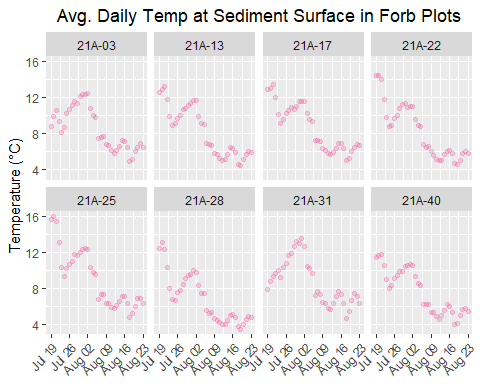 Avg. Daily Temp at Sediment Surface in Forb Plots
21A-03 21A-13 21A-17 21A-22
16
12
8
4
Temperature (°C)
21A-25 21A-28 21A-31 21A-40
16
12
8
4
Jul 19 Jul 26 Aug 02 Aug 09 Aug 16 Aug 23 Jul 19 Jul 26 Aug 02 Aug 09 Aug 16 Aug 23 Jul 19 Jul 26 Aug 02 Aug 09 Aug 16 Aug 23 Jul 19 Jul 26 Aug 02 Aug 09 Aug 16 Aug 23